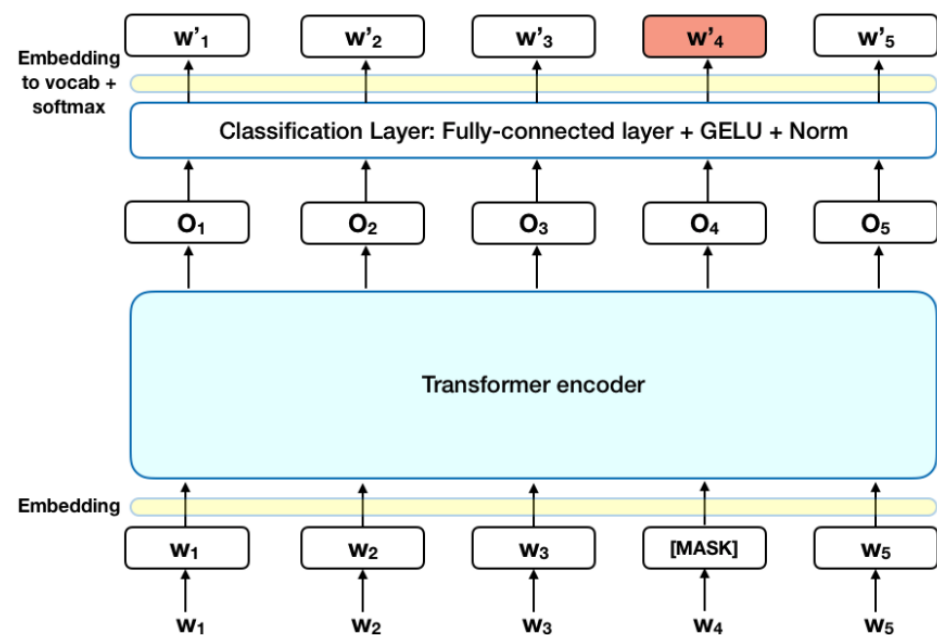 w'₁ w'₂ w'₃ w'₄ w'₅
Embedding
to vocab +
softmax
Classification Layer: Fully-connected layer + GELU + Norm
O₁ O₂ O₃ O₄ O₅
Transformer encoder
Embedding
w₁ w₂ w₃ [MASK] w₅
w₁ w₂ w₃ w₄ w₅